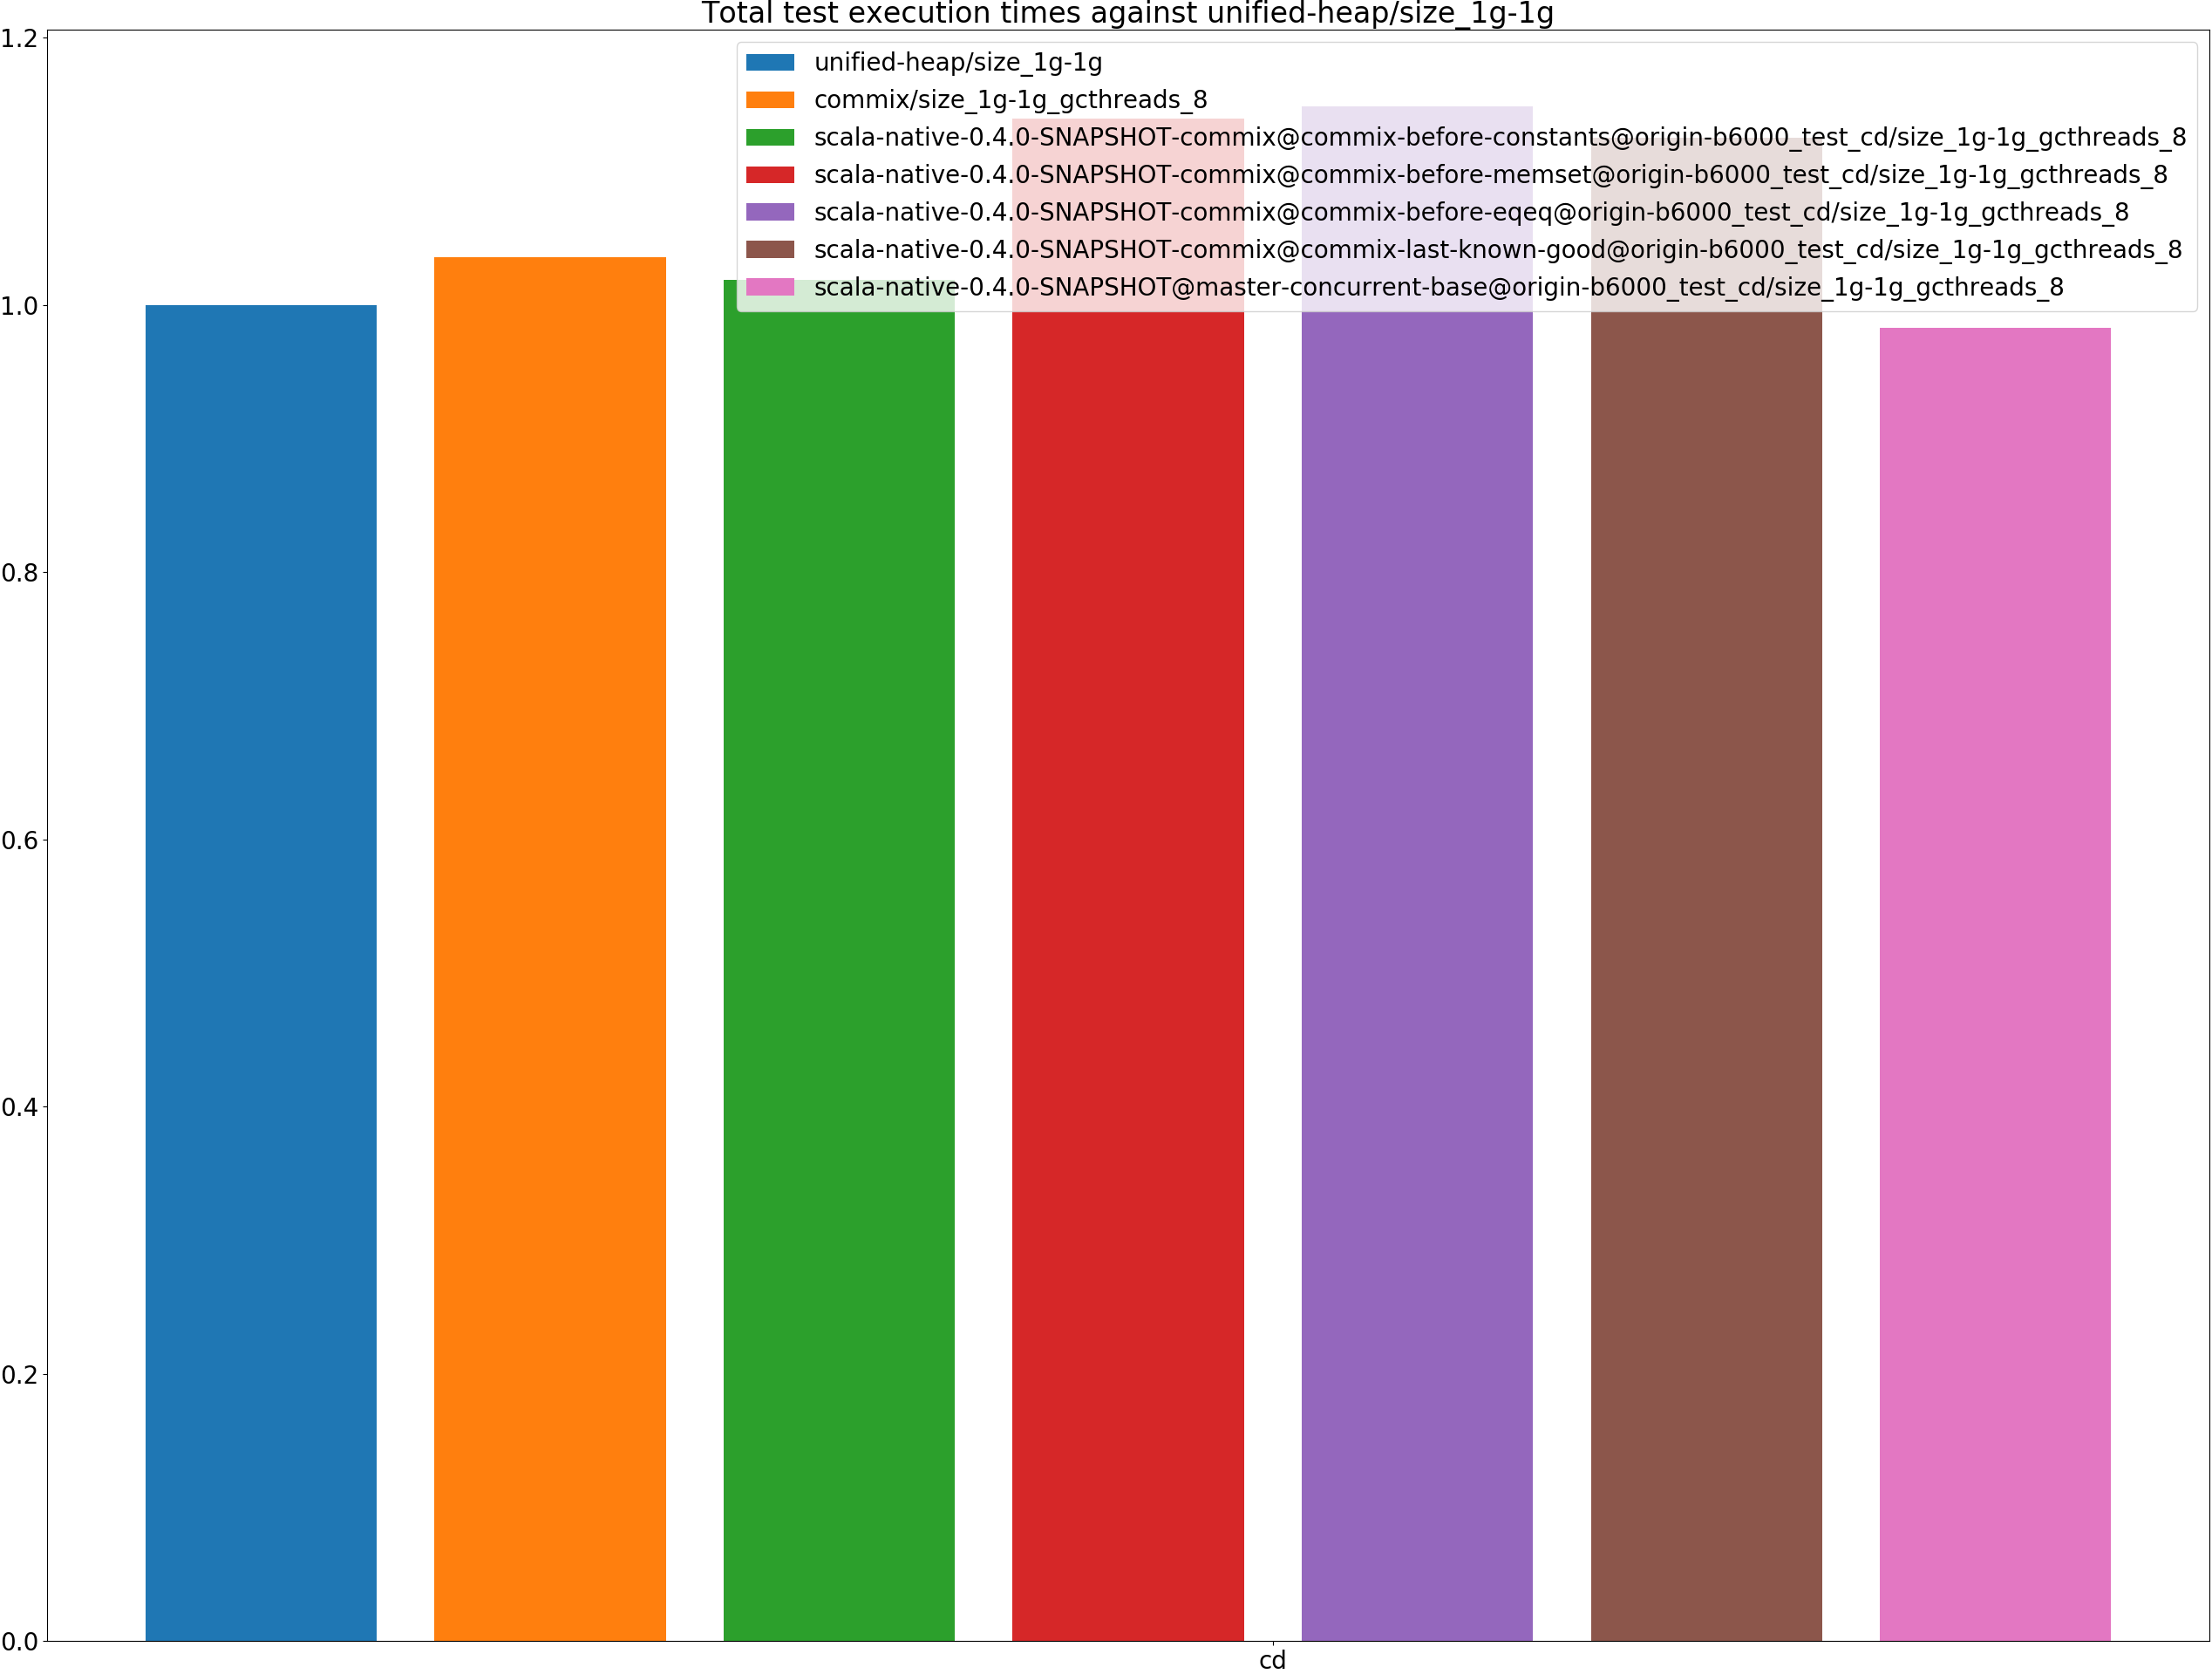 Total test execution times against unified-heap/size_1g-1g
1.2
1.0
0.8
0.6
0.4
0.2
0.0
unified-heap/size_1g-1g
commix/size_1g-1g_gcthreads_8
scala-native-0.4.0-SNAPSHOT-commix@commix-before-constants@origin-b6000_test_cd/size_1g-1g_gcthreads_8
scala-native-0.4.0-SNAPSHOT-commix@commix-before-memset@origin-b6000_test_cd/size_1g-1g_gcthreads_8
scala-native-0.4.0-SNAPSHOT-commix@commix-before-eqeq@origin-b6000_test_cd/size_1g-1g_gcthreads_8
scala-native-0.4.0-SNAPSHOT-commix@commix-last-known-good@origin-b6000_test_cd/size_1g-1g_gcthreads_8
scala-native-0.4.0-SNAPSHOT@master-concurrent-base@origin-b6000_test_cd/size_1g-1g_gcthreads_8
cd